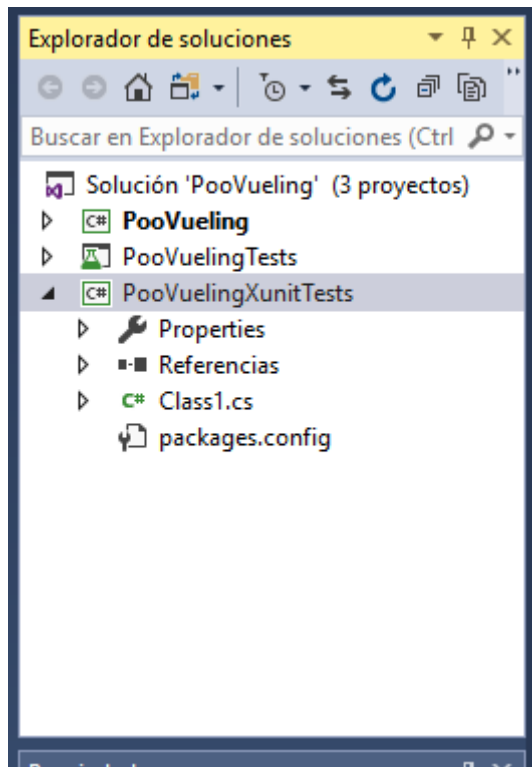 Explorador de soluciones
Buscar en Explorador de soluciones (Ctrl
Solución 'PooVueling' (3 proyectos)
C# PooVueling
PooVuelingTests
C# PooVuelingXunitTests
Properties
Referencias
C# Class1.cs
packages.config